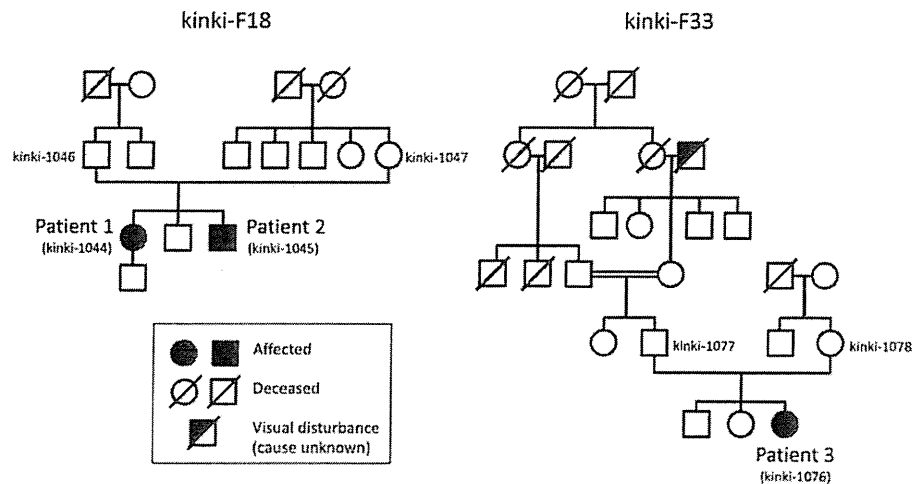 kinki-F18
kinki-F33
kinki-1046
kinki-1047
Patient 1
(kinki-1044)
Patient 2
(kinki-1045)
kinki-1077
kinki-1078
Affected
Deceased
Visual disturbance
(cause unknown)
Patient 3
(kinki-1076)